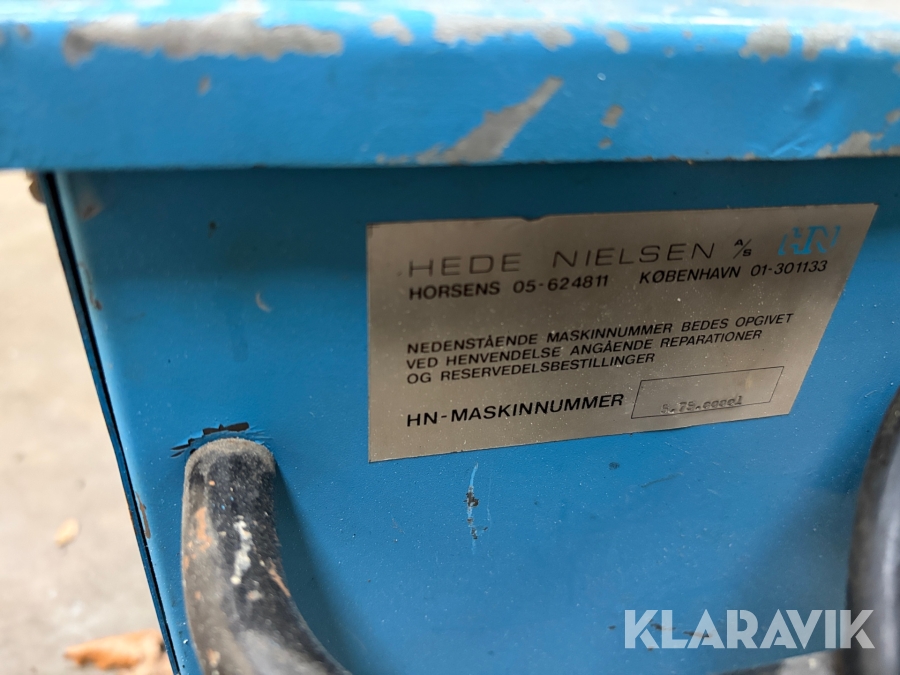 HEDE NIELSEN A/S HN
HORSENS 05-624811 KØBENHAVN 01-301133
NEDENSTÅENDE MASKINNUMMER BEDES OPGIVET
VED HENVENDELSE ANGÅENDE REPARATIONER
OG RESERVEDELSBESTILLINGER
HN-MASKINNUMMER
KLARAVIK